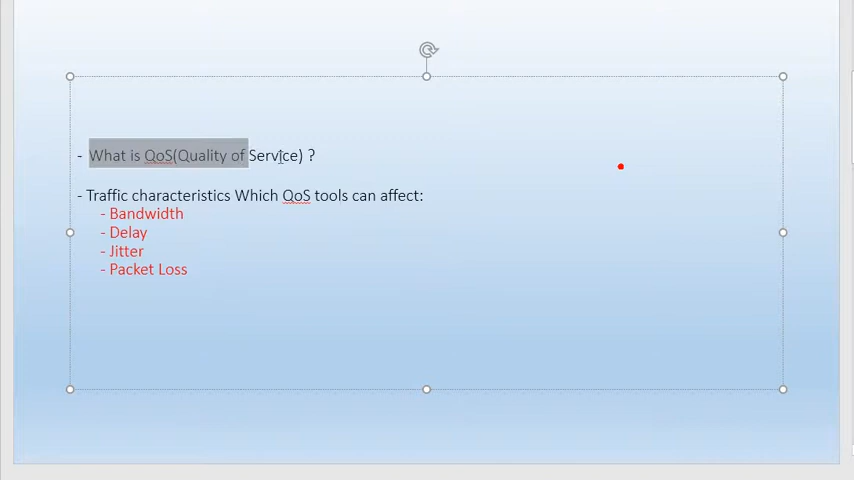 - What is QoS(Quality of Service) ?
- Traffic characteristics Which QoS tools can affect:
- Bandwidth
- Delay
- Jitter
- Packet Loss